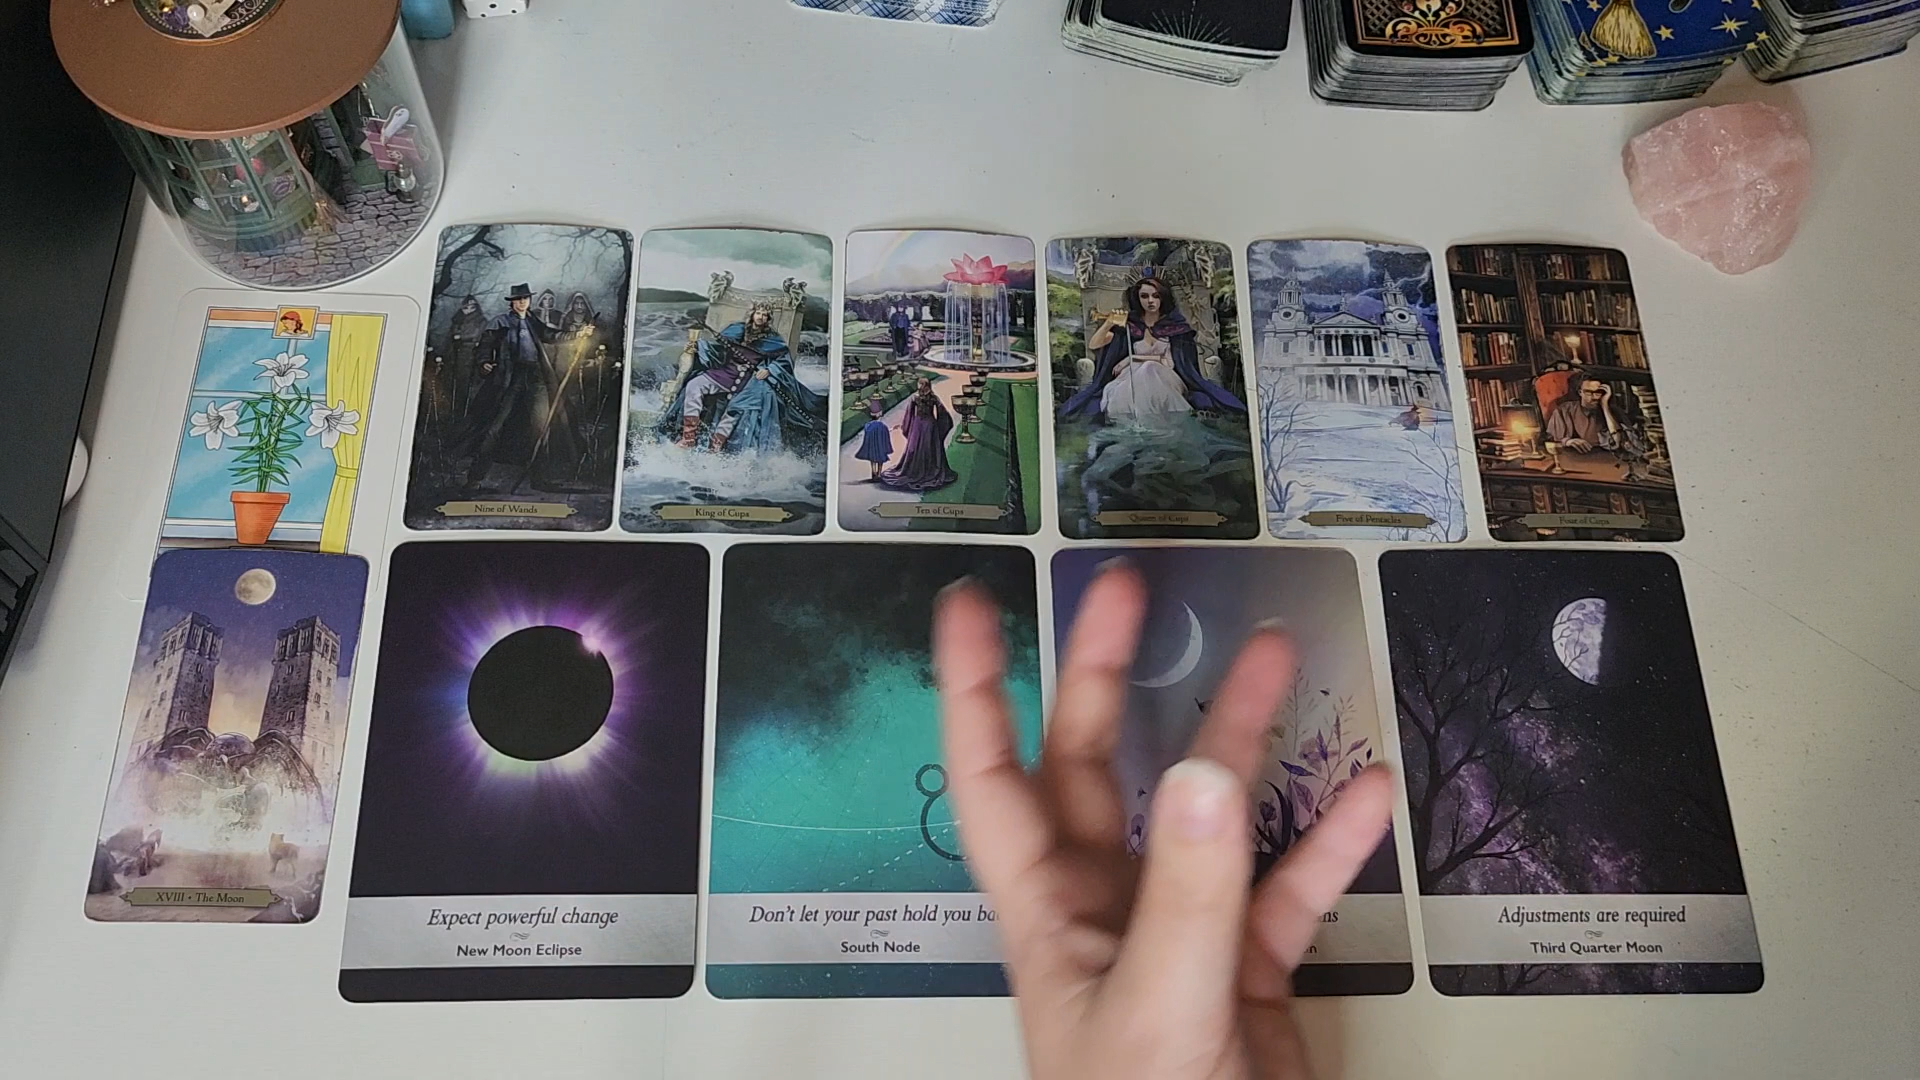 Nine of Wands
King of Cups
Ten of Cups
Queen of Cups
Five of Pentacles
Four of Cups
XVIII • The Moon
Expect powerful change
New Moon Eclipse
Don't let your past hold you
South Node
Adjustments are required
Third Quarter Moon